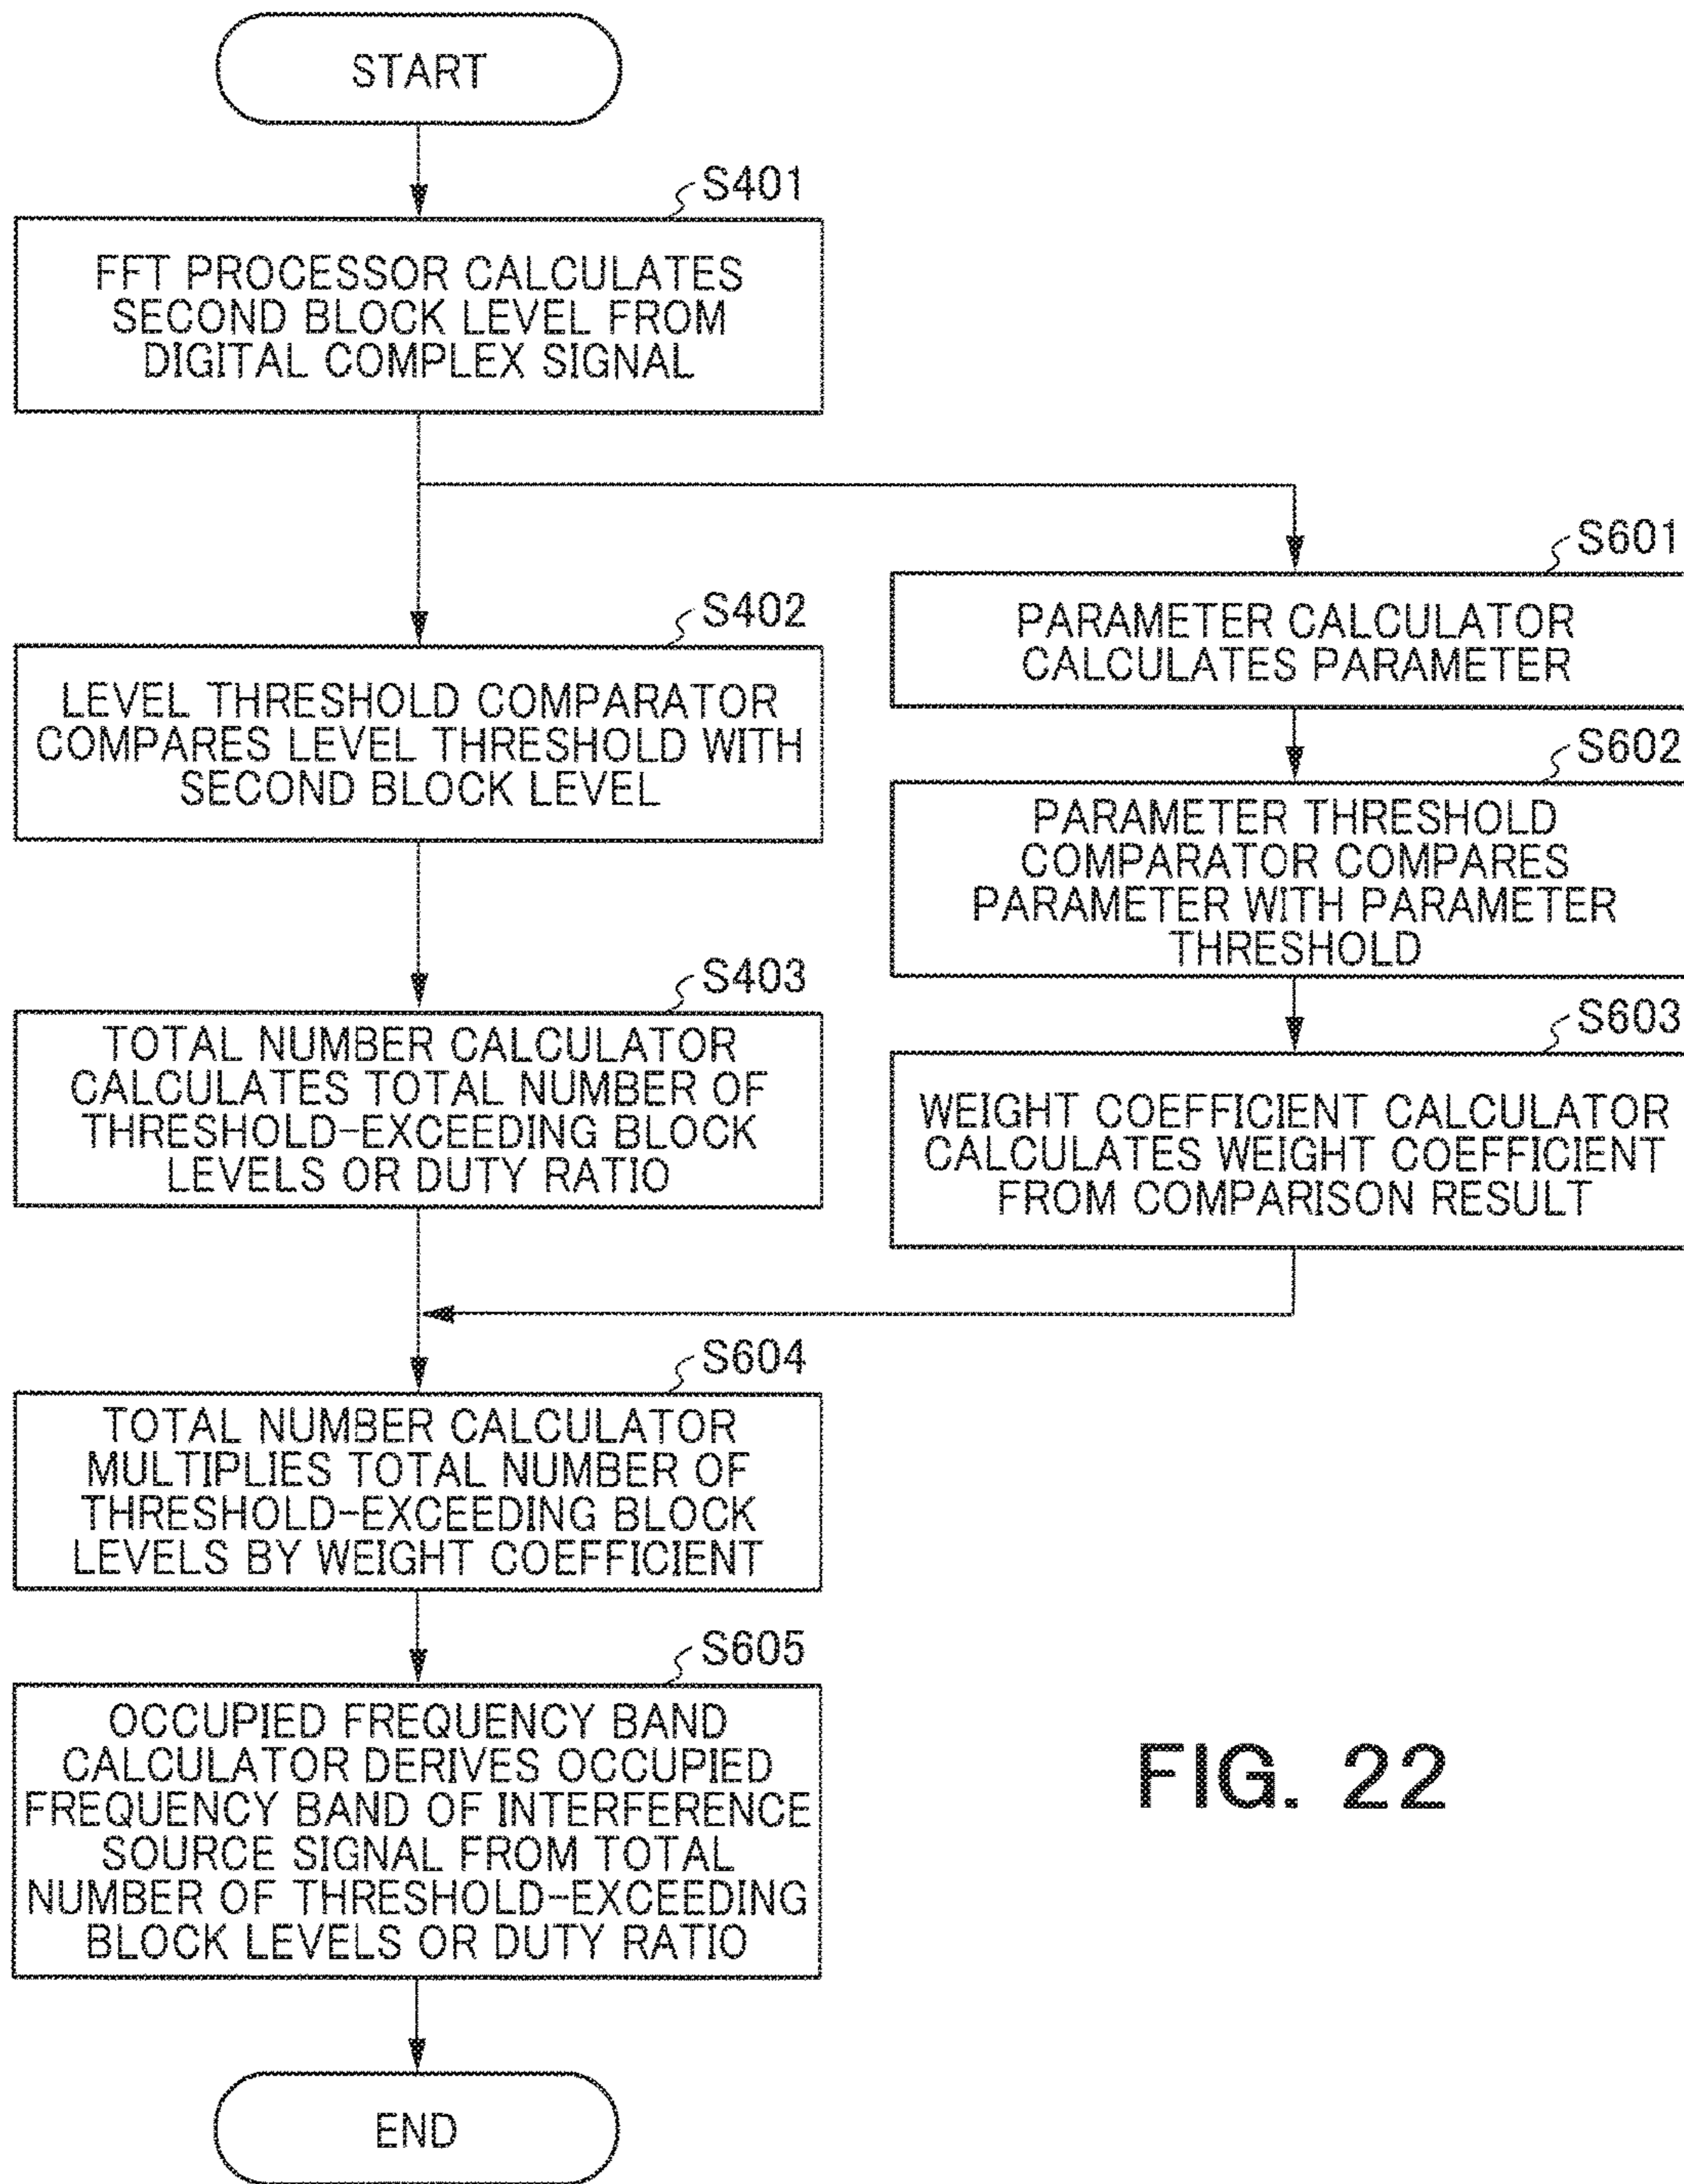 START
S401
FFT PROCESSOR CALCULATES
SECOND BLOCK LEVEL FROM
DIGITAL COMPLEX SIGNAL
S402
LEVEL THRESHOLD COMPARATOR
COMPARES LEVEL THRESHOLD WITH
SECOND BLOCK LEVEL
S403
TOTAL NUMBER CALCULATOR
CALCULATES TOTAL NUMBER OF
THRESHOLD-EXCEEDING BLOCK
LEVELS OR DUTY RATIO
S601
PARAMETER CALCULATOR
CALCULATES PARAMETER
S602
PARAMETER THRESHOLD
COMPARATOR COMPARES
PARAMETER WITH PARAMETER
THRESHOLD
S603
WEIGHT COEFFICIENT CALCULATOR
CALCULATES WEIGHT COEFFICIENT
FROM COMPARISON RESULT
S604
TOTAL NUMBER CALCULATOR
MULTIPLIES TOTAL NUMBER OF
THRESHOLD-EXCEEDING BLOCK
LEVELS BY WEIGHT COEFFICIENT
S605
OCCUPIED FREQUENCY BAND
CALCULATOR DERIVES OCCUPIED
FREQUENCY BAND OF INTERFERENCE
SOURCE SIGNAL FROM TOTAL
NUMBER OF THRESHOLD-EXCEEDING
BLOCK LEVELS OR DUTY RATIO
END
FIG. 22